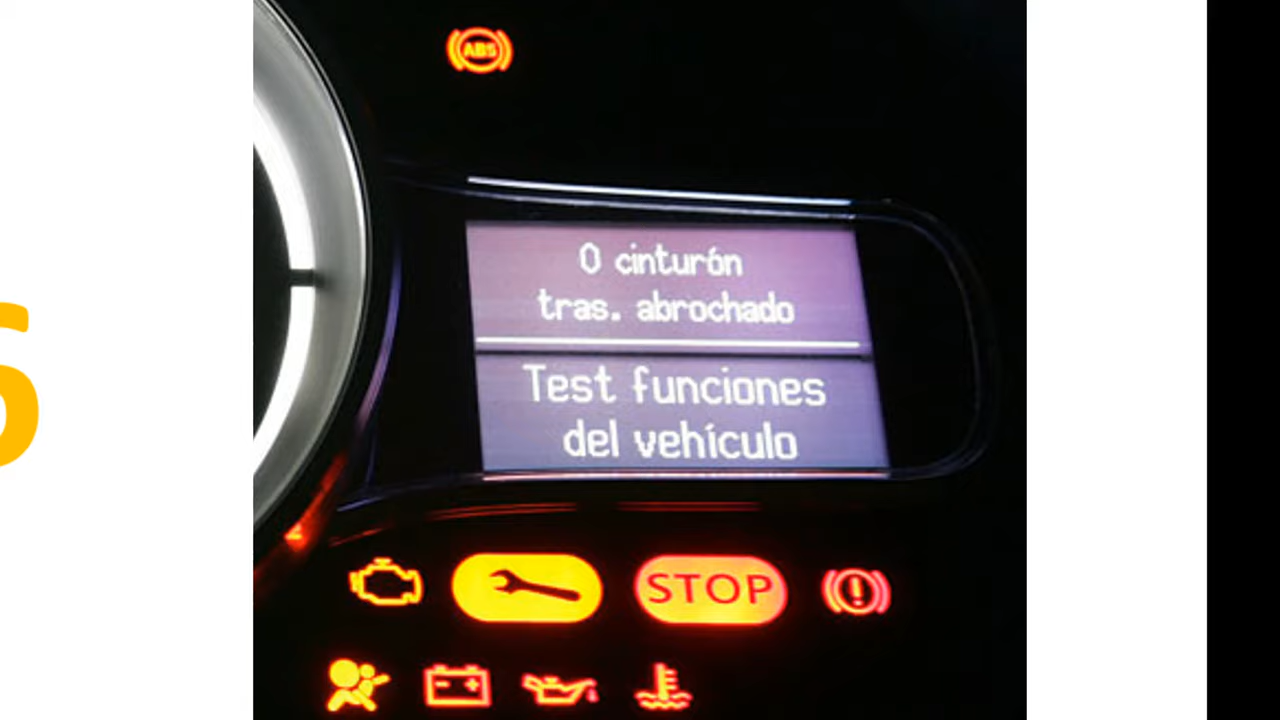 ABS
0 cinturón
tras. abrochado
Test funciones
del vehículo
STOP